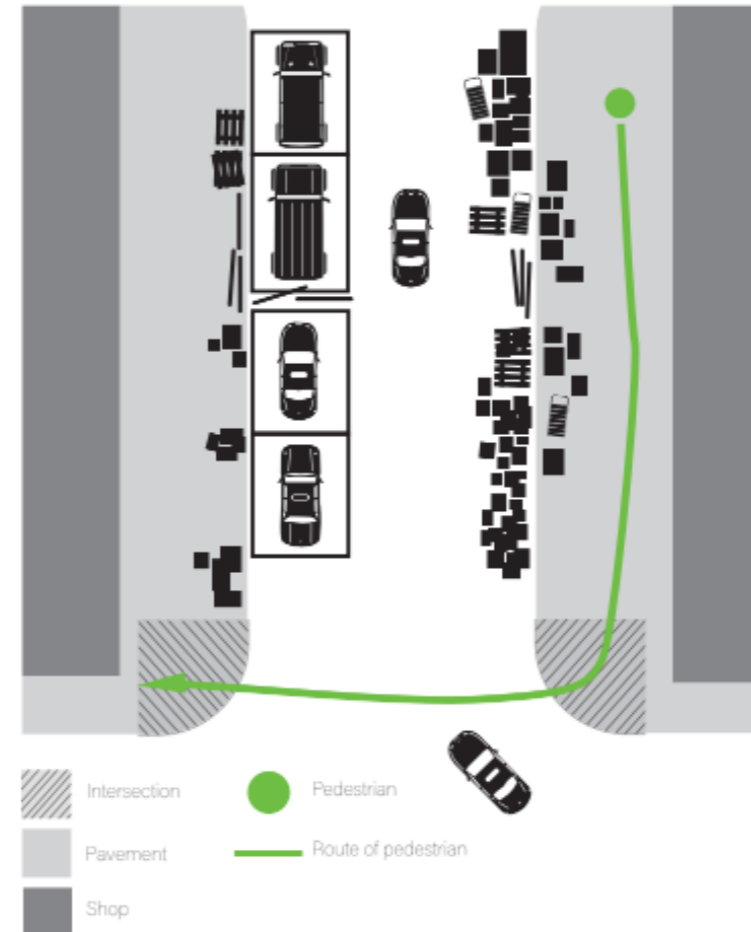 Intersection
Pedestrian
Pavement
Route of pedestrian
Shop